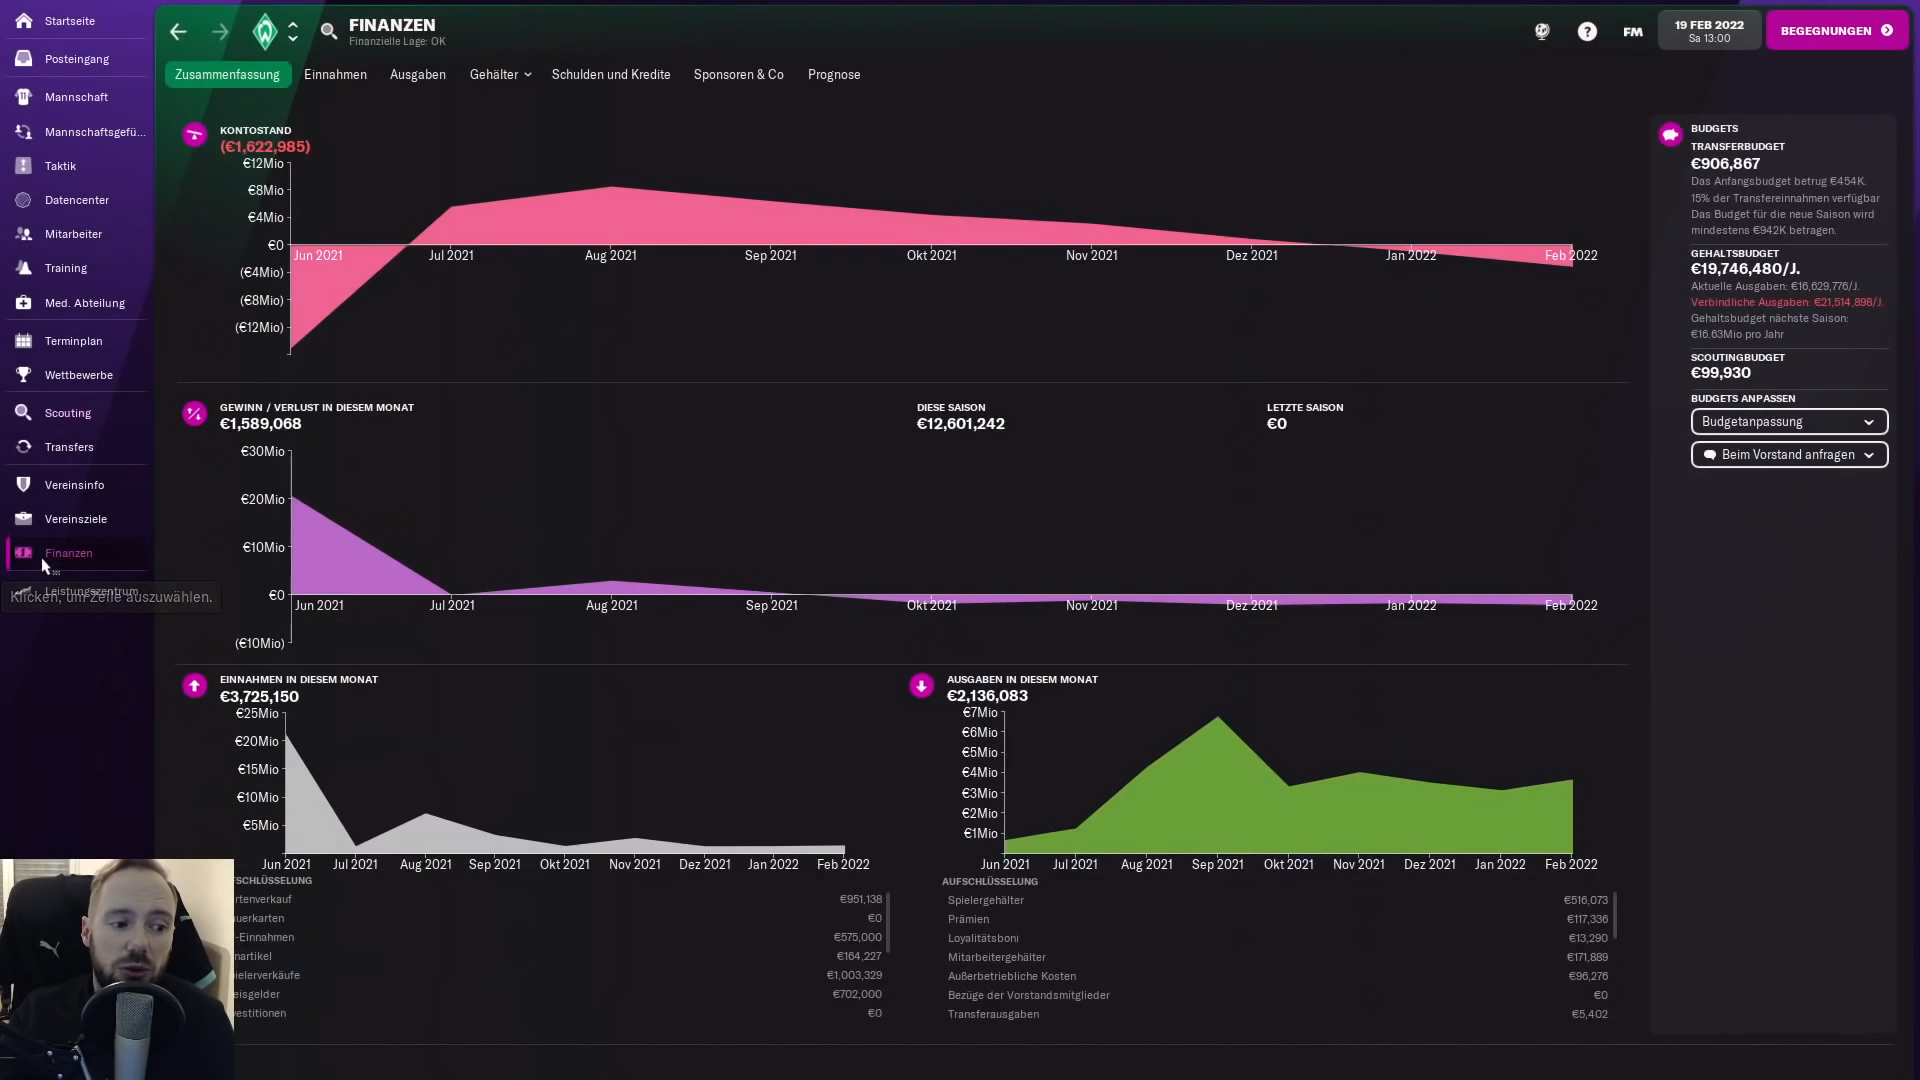 Startseite
Posteingang
Mannschaft
Mannschaftsgefü...
Taktik
Datencenter
Mitarbeiter
Training
Med. Abteilung
Terminplan
Wettbewerbe
Scouting
Transfers
Vereinsinfo
Vereinsziele
Finanzen
Leistungszentrum
Klicken, um Zeile auszuwählen.
FINANZEN
Finanzielle Lage: OK
FM
19 FEB 2022
Sa 13:00
BEGEGNUNGEN
Zusammenfassung
Einnahmen
Ausgaben
Gehälter
Schulden und Kredite
Sponsoren & Co
Prognose
KONTOSTAND
(€1,622,985)
€12Mio
€8Mio
€4Mio
€0
(€4Mio)
(€8Mio)
(€12Mio)
Jun 2021
Jul 2021
Aug 2021
Sep 2021
Okt 2021
Nov 2021
Dez 2021
Jan 2022
Feb 2022
GEWINN / VERLUST IN DIESEM MONAT
€1,589,068
DIESE SAISON
€12,601,242
LETZTE SAISON
€0
€30Mio
€20Mio
€10Mio
€0
(€10Mio)
Jun 2021
Jul 2021
Aug 2021
Sep 2021
Okt 2021
Nov 2021
Dez 2021
Jan 2022
Feb 2022
EINNAHMEN IN DIESEM MONAT
€3,725,150
€25Mio
€20Mio
€15Mio
€10Mio
€5Mio
Jun 2021
Jul 2021
Aug 2021
Sep 2021
Okt 2021
Nov 2021
Dez 2021
Jan 2022
Feb 2022
FSCHLÜSSELUNG
rtenverkauf €951,138
uerkarten €0
-Einnahmen €575,000
nartikel €164,227
ielerverkäufe €1,003,329
eisgelder €702,000
vestitionen €0
AUSGABEN IN DIESEM MONAT
€2,136,083
€7Mio
€6Mio
€5Mio
€4Mio
€3Mio
€2Mio
€1Mio
Jun 2021
Jul 2021
Aug 2021
Sep 2021
Okt 2021
Nov 2021
Dez 2021
Jan 2022
Feb 2022
AUFSCHLÜSSELUNG
Spielergehälter €516,073
Prämien €117,336
Loyalitätsboni €13,290
Mitarbeitergehälter €171,889
Außerbetriebliche Kosten €96,276
Bezüge der Vorstandsmitglieder €0
Transferausgaben €5,402
BUDGETS
TRANSFERBUDGET
€906,867
Das Anfangsbudget betrug €454K.
15% der Transfereinnahmen verfügbar
Das Budget für die neue Saison wird
mindestens €942K betragen.
GEHALTSBUDGET
€19,746,480/J.
Aktuelle Ausgaben: €16,629,776/J.
Verbindliche Ausgaben: €21,514,898/J.
Gehaltsbudget nächste Saison:
€16.63Mio pro Jahr
SCOUTINGBUDGET
€99,930
BUDGETS ANPASSEN
Budgetanpassung
Beim Vorstand anfragen